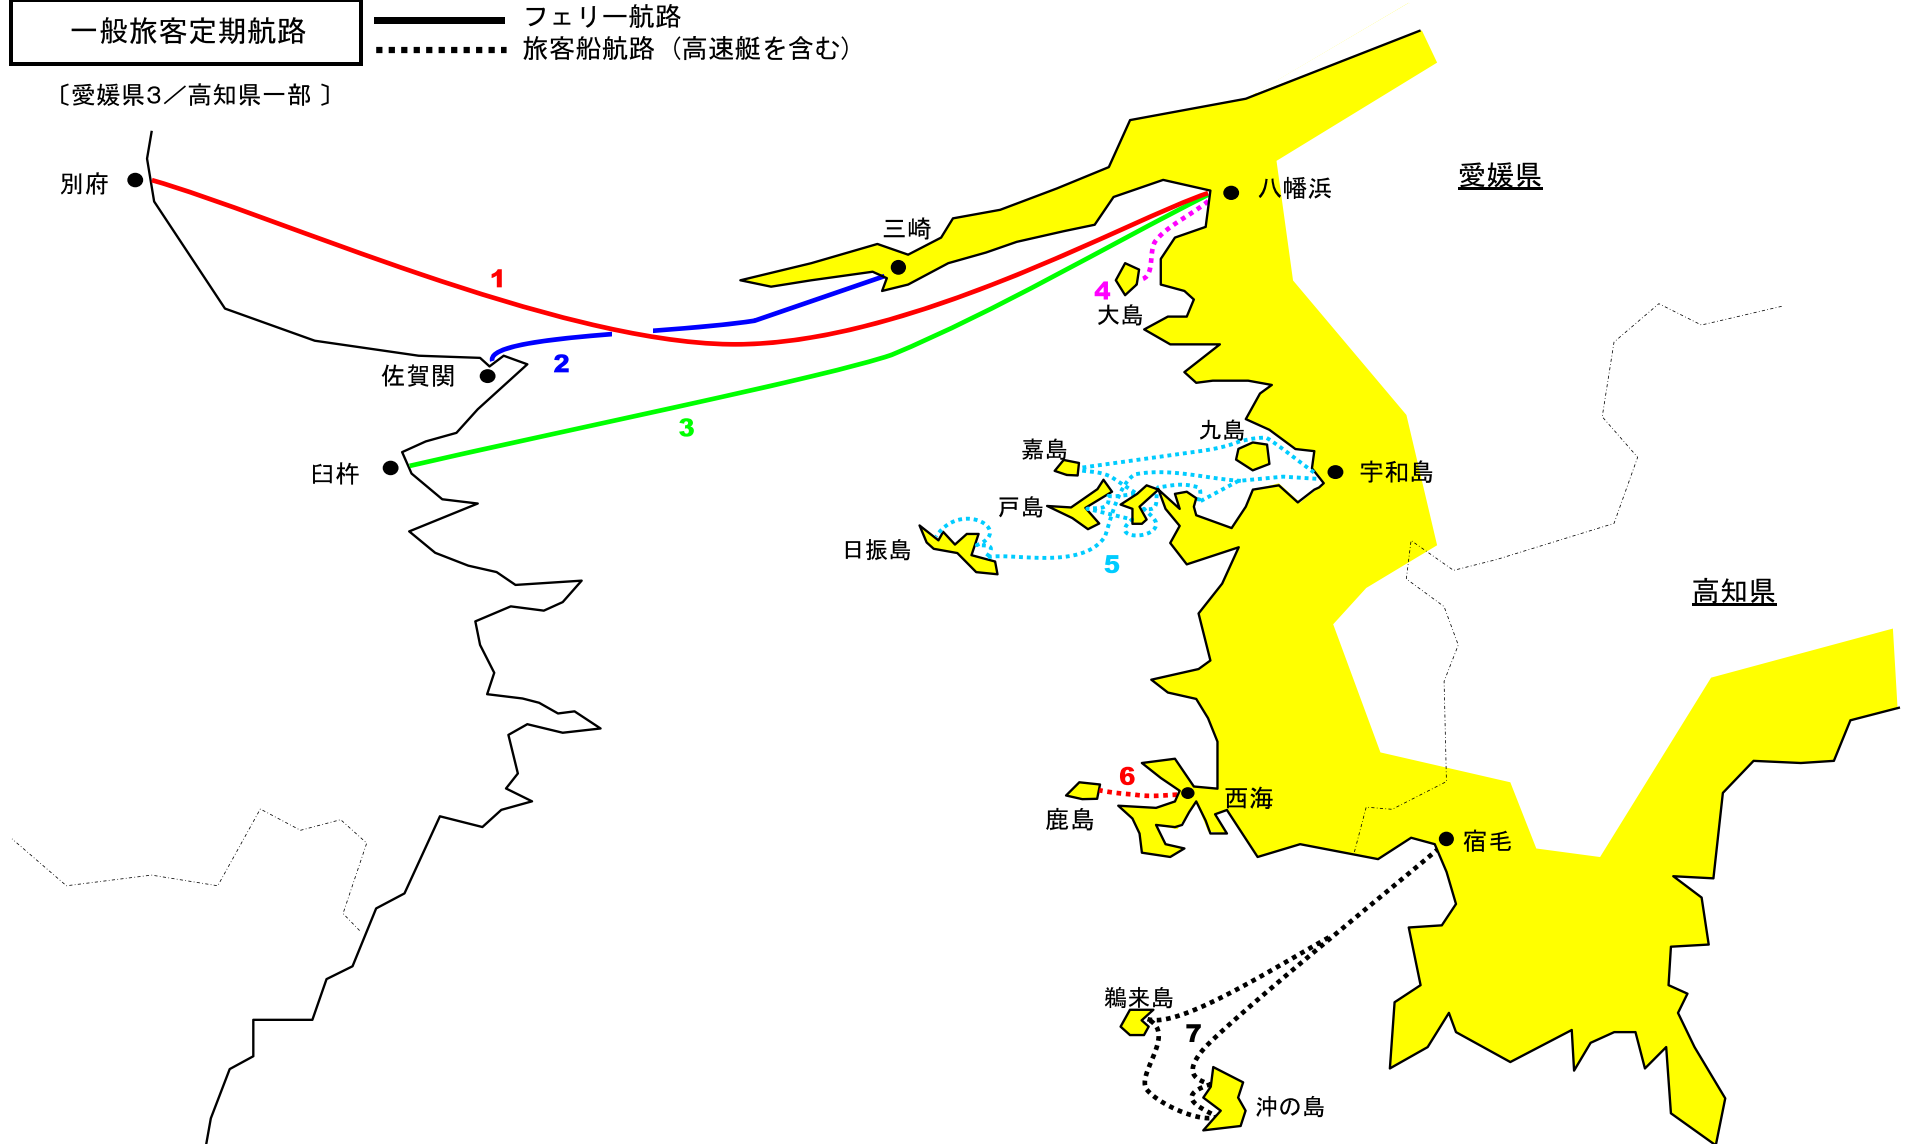 一般旅客定期航路
フェリー航路
旅客船航路（高速艇を含む）
〔愛媛県3／高知県一部 〕
別府
八幡浜
愛媛県
三崎
1
4
大島
2
佐賀関
3
九島
嘉島
臼杵
宇和島
戸島
日振島
5
高知県
6
西海
鹿島
宿毛
鵜来島
7
沖の島